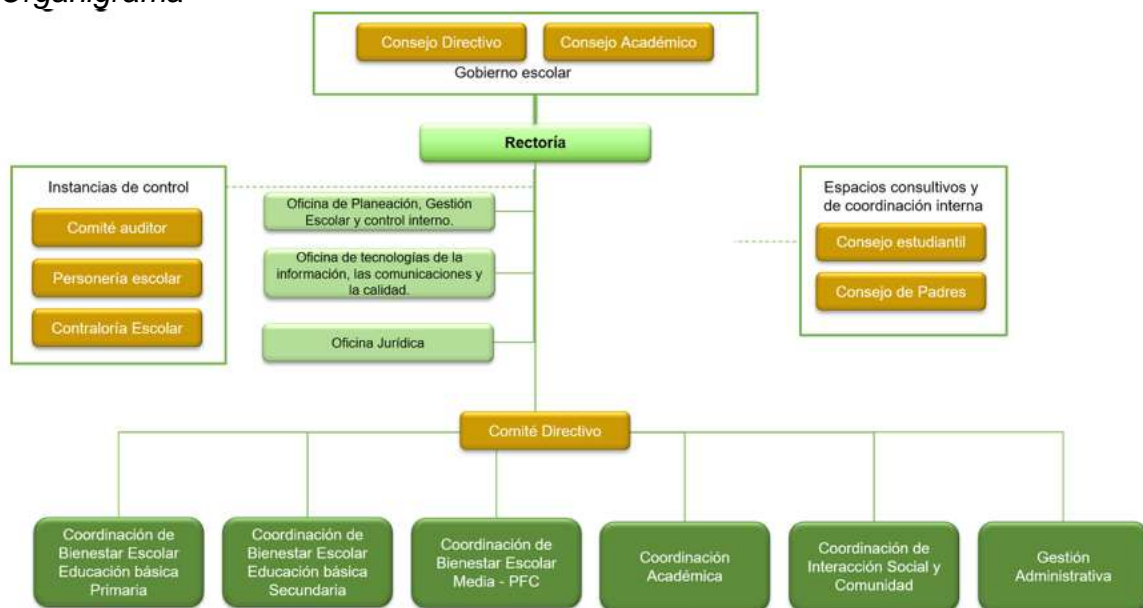 Organigrama
Consejo Directivo
Consejo Académico
Gobierno escolar
Rectoría
Instancias de control
Comité auditor
Personería escolar
Contraloría Escolar
Oficina de Planeación, Gestión
Escolar y control interno.
Oficina de tecnologías de la
información, las comunicaciones y
la calidad.
Oficina Jurídica
Espacios consultivos y
de coordinación interna
Consejo estudiantil
Consejo de Padres
Comité Directivo
Coordinación de
Bienestar Escolar
Educación básica
Primaria
Coordinación de
Bienestar Escolar
Educación básica
Secundaria
Coordinación de
Bienestar Escolar
Media - PFC
Coordinación
Académica
Coordinación de
Interacción Social y
Comunidad
Gestión
Administrativa